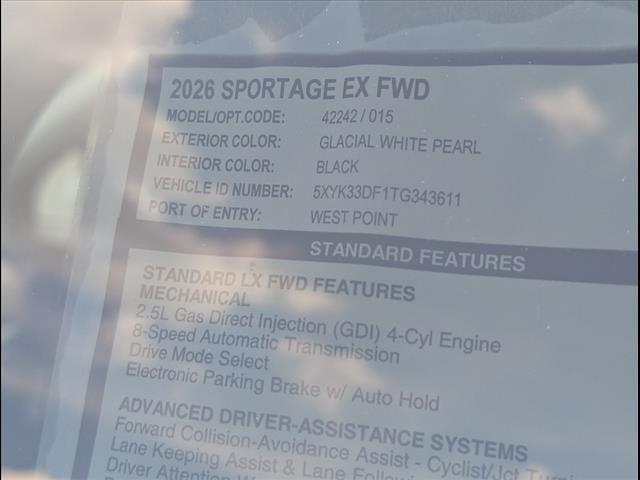 2026 SPORTAGE EX FWD
MODEL/OPT.CODE: 42242 / 015
EXTERIOR COLOR: GLACIAL WHITE PEARL
INTERIOR COLOR: BLACK
VEHICLE ID NUMBER: 5XYK33DF1TG343611
PORT OF ENTRY: WEST POINT
STANDARD FEATURES
STANDARD LX FWD FEATURES
MECHANICAL
2.5L Gas Direct Injection (GDI) 4-Cyl Engine
8-Speed Automatic Transmission
Drive Mode Select
Electronic Parking Brake w/ Auto Hold
ADVANCED DRIVER-ASSISTANCE SYSTEMS
Forward Collision-Avoidance Assist - Cyclist/Jct
Lane Keeping Assist & Lane
Driver Attention